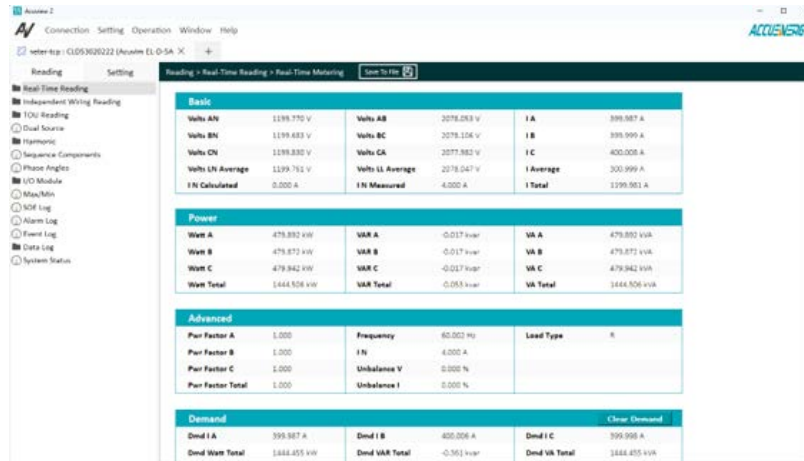 Acuview 2
AV Connection Setting Operation Window Help ACCUENERG
CLD53020222 (Acuvim EL-D-5A × +
Reading Setting Reading > Real-Time Reading > Real-Time Metering Save To File
Real-Time Reading
Independent Wiring Reading
TOU Reading
Dual Source
Harmonic
Sequence Components
Phase Angles
I/O Module
Max/Min
SOE Log
Alarm Log
Event Log
Data Log
System Status
Basic
Volts AN 1199.770 V Volts AB 2078.053 V I A 399.987 A
Volts BN 1199.683 V Volts BC 2078.106 V I B 399.999 A
Volts CN 1199.830 V Volts CA 2077.982 V I C 400.008 A
Volts LN Average 1199.761 V Volts LL Average 2078.047 V I Average
I N Calculated 0.000 A I N Measured 4.000 A I Total 1199.981 A
Power
Watt A 479.892 kW VAR A -0.017 kvar VA A 479.892 kVA
Watt B 479.872 kW VAR B -0.017 kvar VA B 479.872 kVA
Watt C 479.942 kW VAR C -0.017 kvar VA C 479.942 kVA
Watt Total 1444.506 kW VAR Total -0.053 kvar VA Total 1444.506 kVA
Advanced
Pwr Factor A 1.000 Frequency 60.002 Hz Load Type R
Pwr Factor B 1.000 I N 4.000 A
Pwr Factor C 1.000 Unbalance V 0.000 %
Pwr Factor Total 1.000 Unbalance I 0.000 %
Demand Clear Demand
Dmd I A 399.987 A Dmd I B 400.006 A Dmd I C 399.998 A
Dmd Watt Total 1444.455 kW Dmd VAR Total -0.361 kvar Dmd VA Total 1444.455 kVA